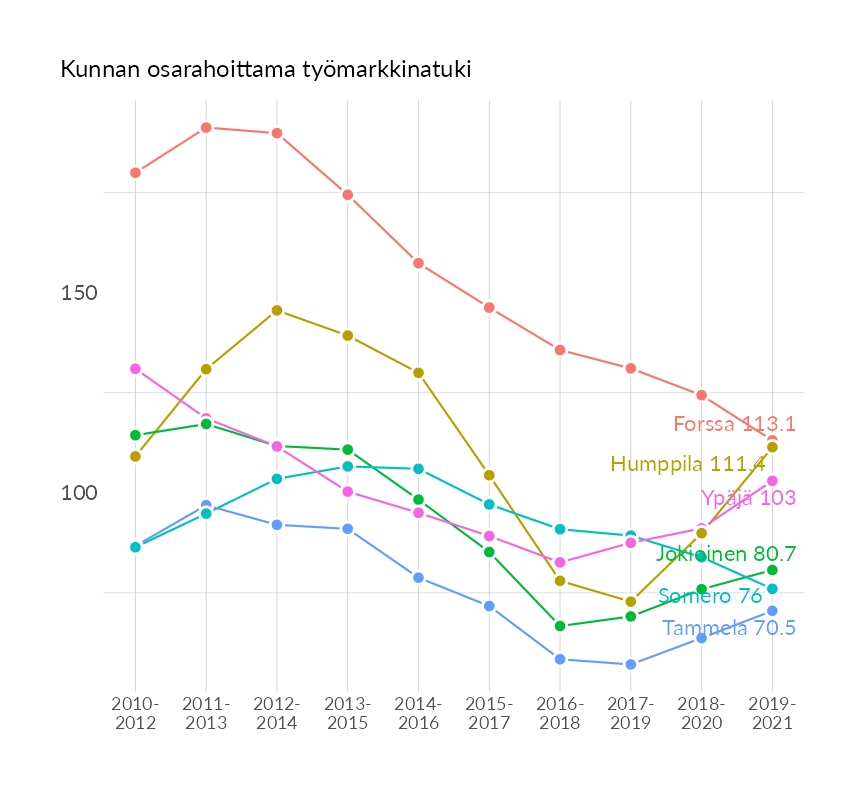 Kunnan osarahoittama työmarkkinatuki
150
100
Forssa 113.1
Humppila 111.4
Ypäjä 103
Jokioinen 80.7
Somero 76
Tammela 70.5
2010- 2011- 2012- 2013- 2014- 2015- 2016- 2017- 2018- 2019-
2012 2013 2014 2015 2016 2017 2018 2019 2020 2021